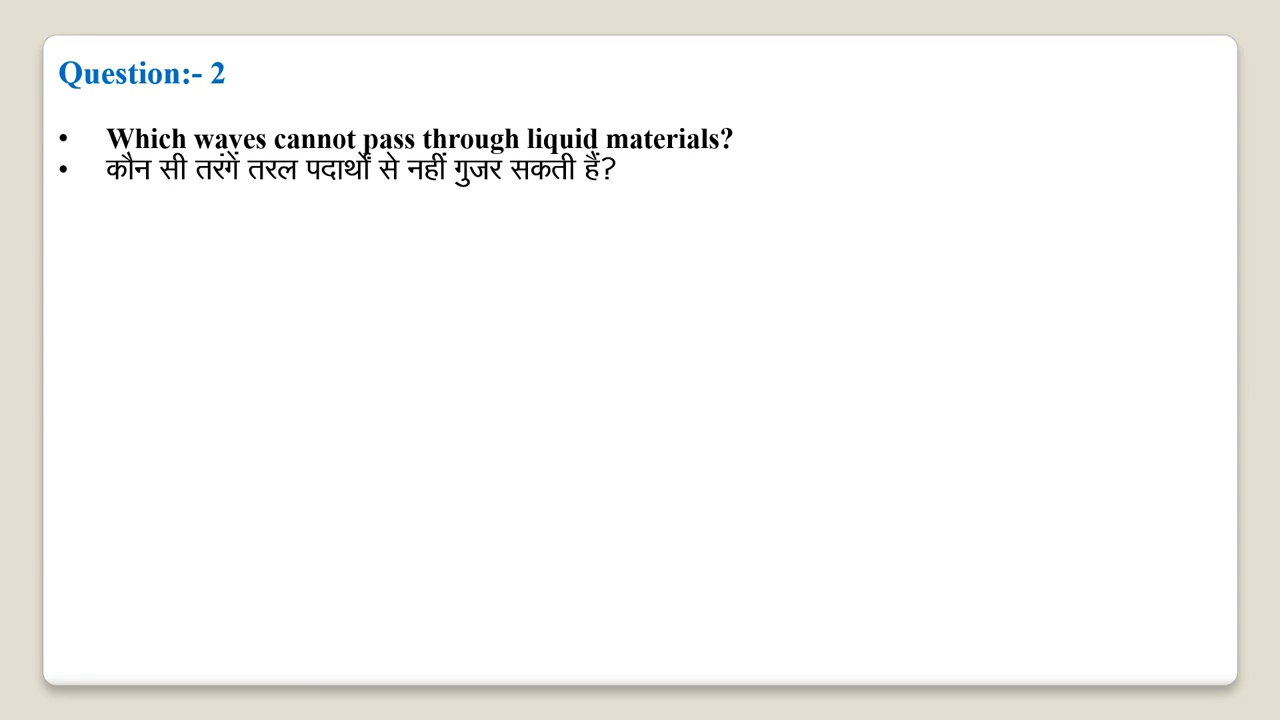 Question:- 2
• Which waves cannot pass through liquid materials?
• कौन सी तरंगें तरल पदार्थों से नहीं गुजर सकती हैं?